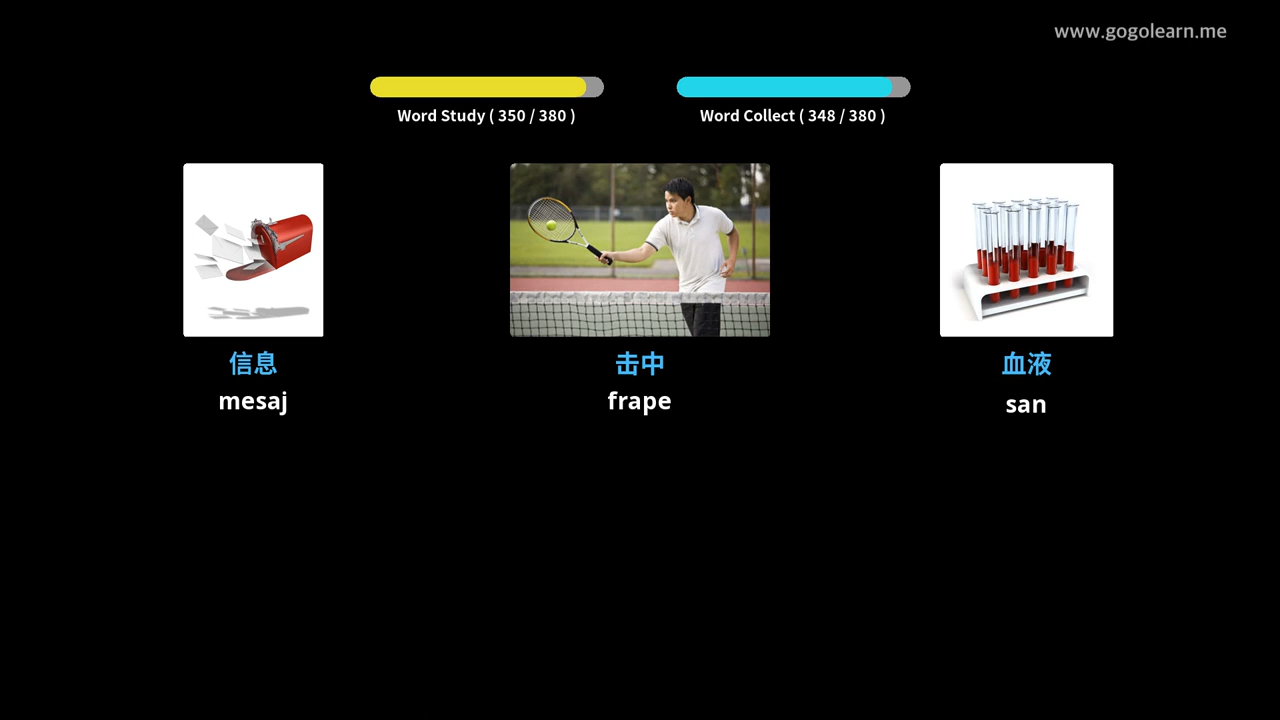 www.gogolearn.me
Word Study ( 350 / 380 )
Word Collect ( 348 / 380 )
信息
mesaj
击中
frape
血液
san